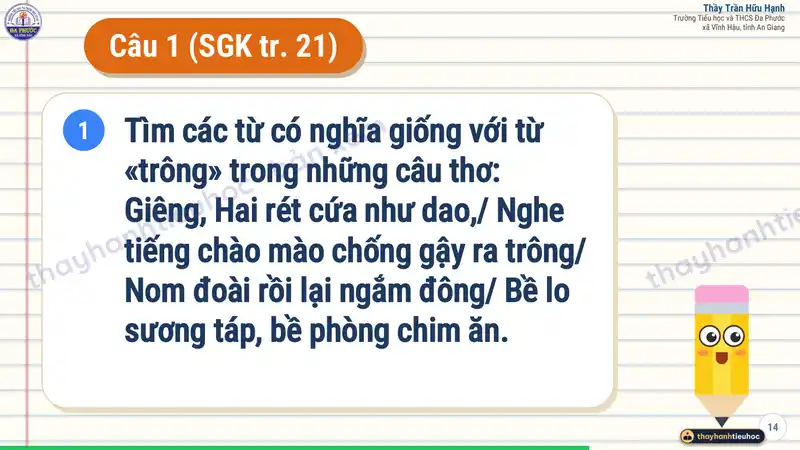 Thầy Trần Hữu Hạnh
Trường Tiểu học và THCS Đa Phước
xã Vĩnh Hậu, tỉnh An Giang
ĐA PHƯỚC
Câu 1 (SGK tr. 21)
1
Tìm các từ có nghĩa giống với từ
«trông» trong những câu thơ:
Giêng, Hai rét cứa như dao,/ Nghe
tiếng chào mào chống gậy ra trông/
Nom đoài rồi lại ngắm đông/ Bề lo
sương táp, bề phòng chim ăn.
thayhanhtieuhoc
14